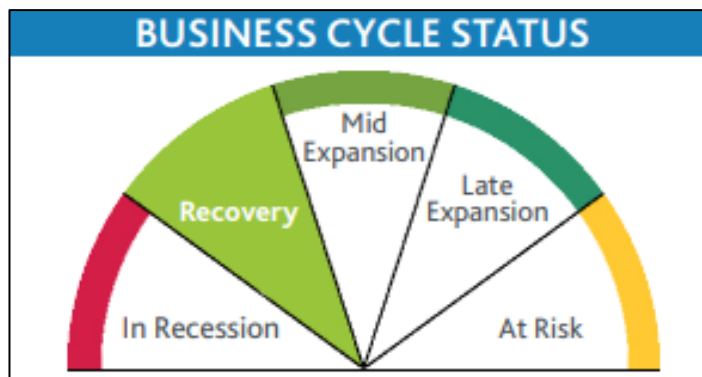 BUSINESS CYCLE STATUS
Mid
Expansion
Recovery
Late
Expansion
In Recession
At Risk